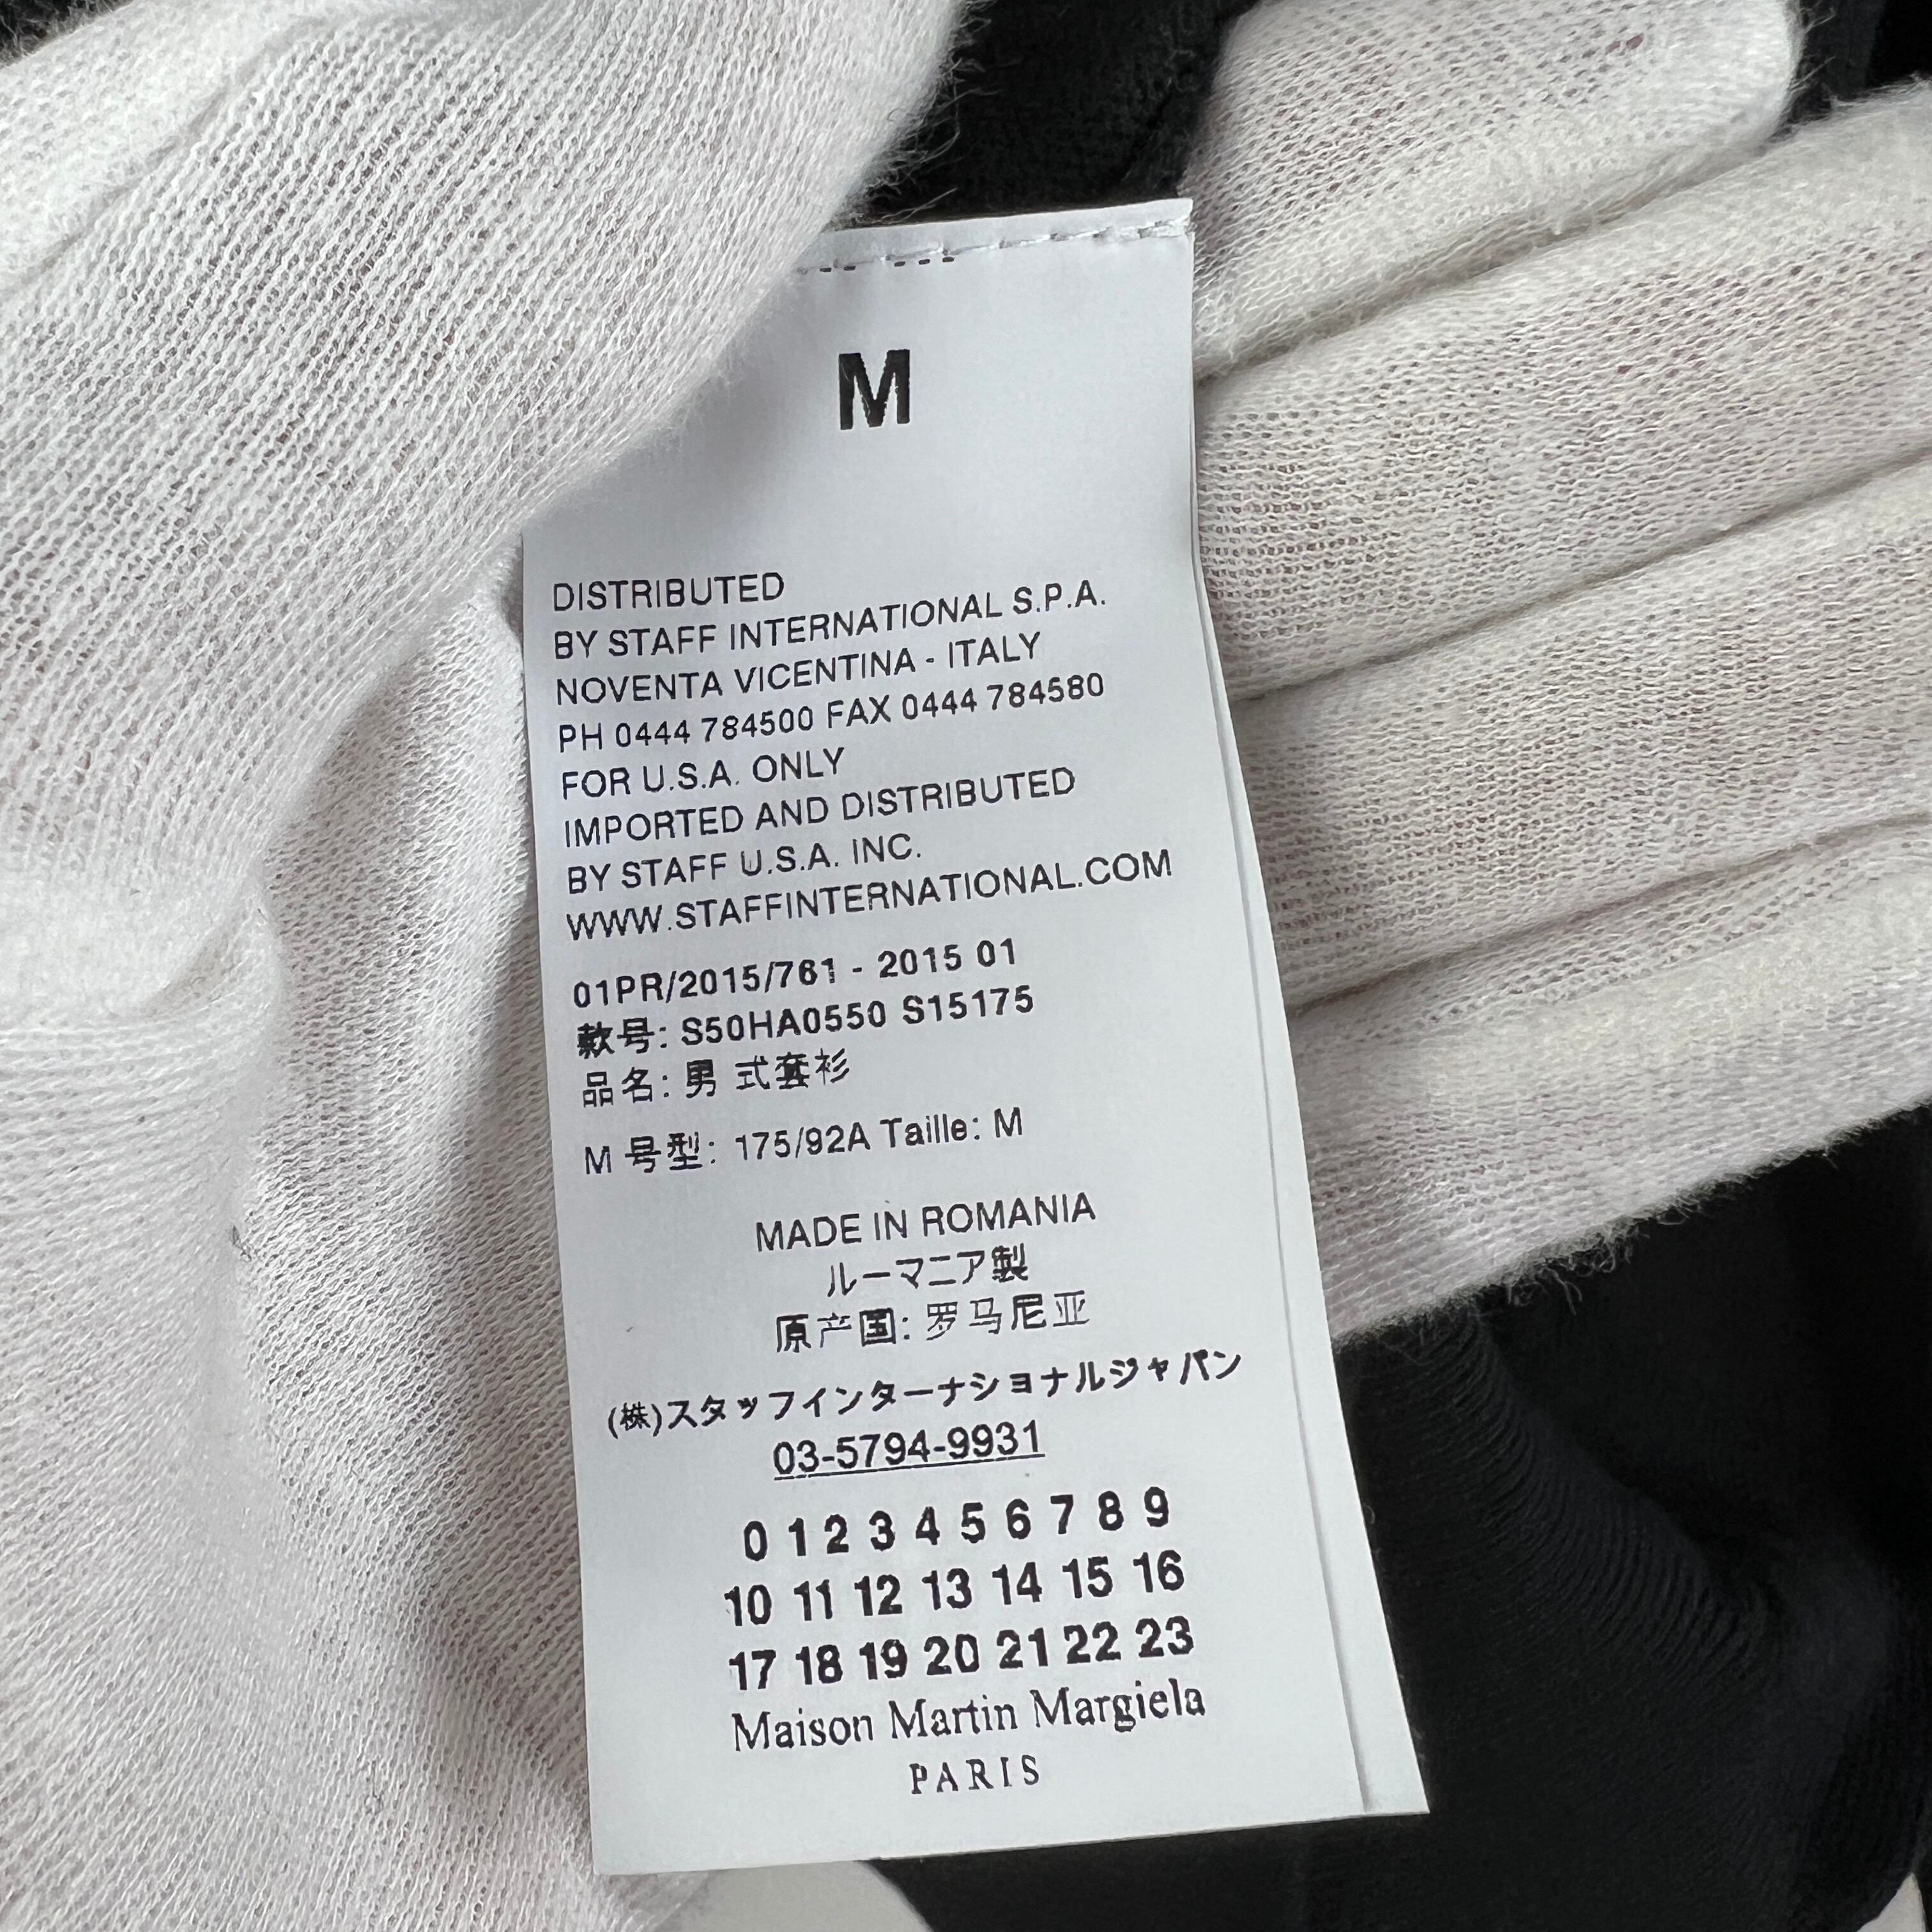 M
DISTRIBUTED
BY STAFF INTERNATIONAL S.P.A.
NOVENTA VICENTINA - ITALY
PH 0444 784500 FAX 0444 784580
FOR U.S.A. ONLY
IMPORTED AND DISTRIBUTED
BY STAFF U.S.A. INC.
WWW.STAFFINTERNATIONAL.COM
01PR/2015/761 - 2015 01
款号: S50HA0550 S15175
品名: 男 式套衫
M 号型: 175/92A Taille: M
MADE IN ROMANIA
ルーマニア製
原产国: 罗马尼亚
(株)スタッフインターナショナルジャパン
03-5794-9931
0 1 2 3 4 5 6 7 8 9
10 11 12 13 14 15 16
17 18 19 20 21 22 23
Maison Martin Margiela
PARIS